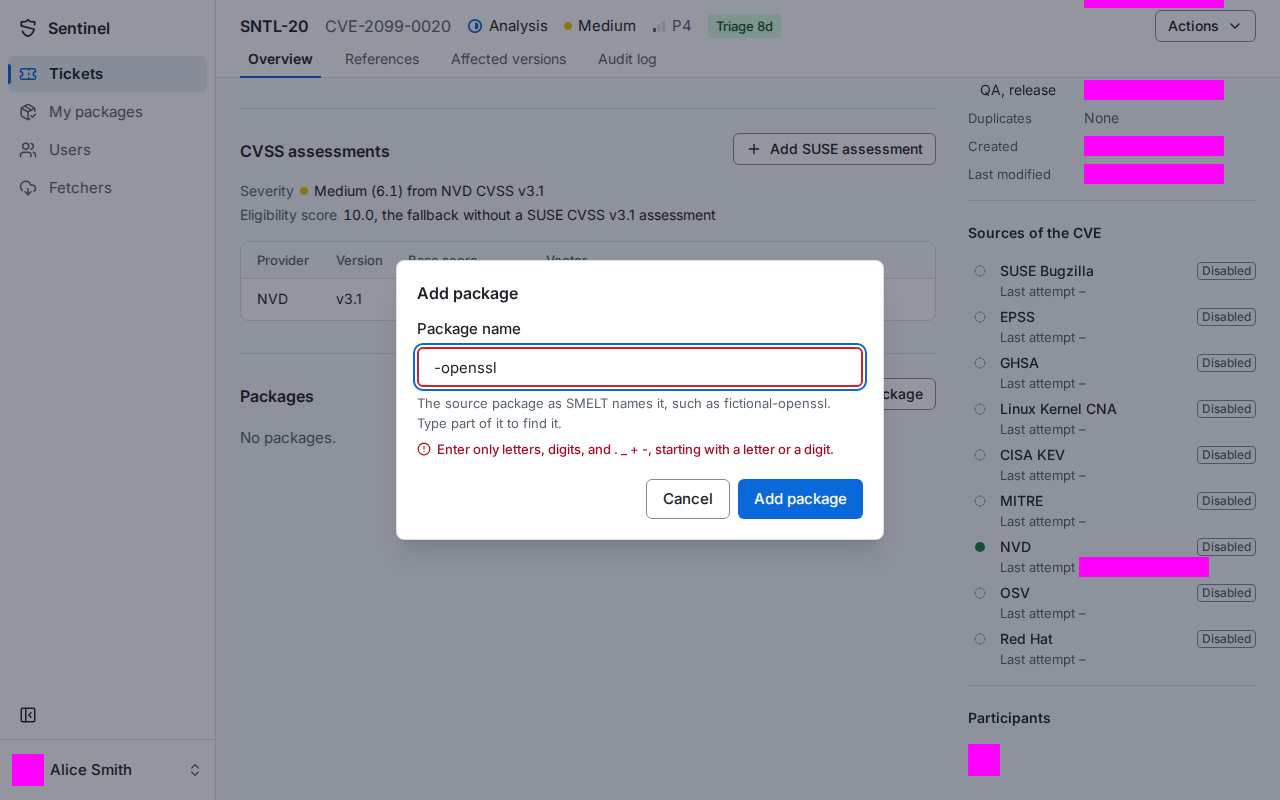 Sentinel
Tickets
My packages
Users
Fetchers
Alice Smith
SNTL-20 CVE-2099-0020 Analysis Medium P4 Triage 8d
Actions
Overview References Affected versions Audit log
CVSS assessments
Add SUSE assessment
Severity Medium (6.1) from NVD CVSS v3.1
Eligibility score 10.0, the fallback without a SUSE CVSS v3.1 assessment
Provider Version Base score Vector
NVD v3.1
Packages
No packages.
Add package
Package name
-openssl
The source package as SMELT names it, such as fictional-openssl.
Type part of it to find it.
Enter only letters, digits, and . _ + -, starting with a letter or a digit.
Cancel Add package
QA, release
Duplicates None
Created
Last modified
Sources of the CVE
SUSE Bugzilla Disabled
Last attempt –
EPSS Disabled
Last attempt –
GHSA Disabled
Last attempt –
Linux Kernel CNA Disabled
Last attempt –
CISA KEV Disabled
Last attempt –
MITRE Disabled
Last attempt –
NVD Disabled
Last attempt
OSV Disabled
Last attempt –
Red Hat Disabled
Last attempt –
Participants